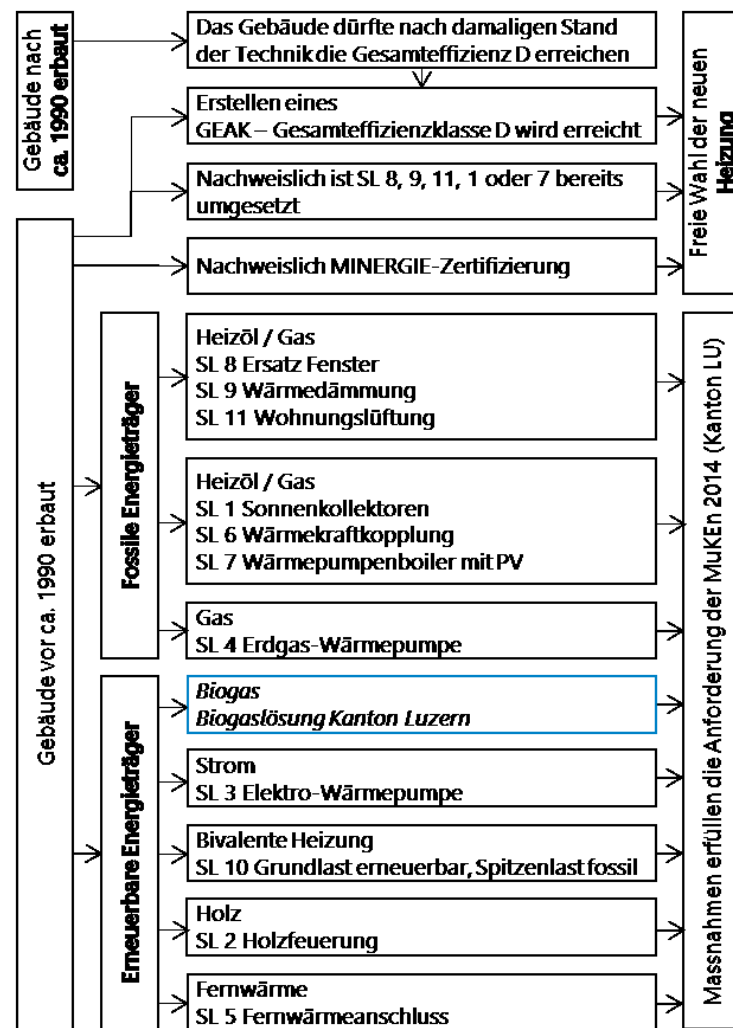 Gebäude nach
ca. 1990 erbaut
Das Gebäude dürfte nach damaligen Stand
der Technik die Gesamteffizienz D erreichen
Erstellen eines
GEAK – Gesamteffizienzklasse D wird erreicht
Nachweislich ist SL 8, 9, 11, 1 oder 7 bereits
umgesetzt
Nachweislich MINERGIE-Zertifizierung
Freie Wahl der neuen
Heizung
Gebäude vor ca. 1990 erbaut
Fossile Energieträger
Heizöl / Gas
SL 8 Ersatz Fenster
SL 9 Wärmedämmung
SL 11 Wohnungslüftung
Heizöl / Gas
SL 1 Sonnenkollektoren
SL 6 Wärmekraftkopplung
SL 7 Wärmepumpenboiler mit PV
Gas
SL 4 Erdgas-Wärmepumpe
Erneuerbare Energieträger
Biogas
Biogaslösung Kanton Luzern
Strom
SL 3 Elektro-Wärmepumpe
Bivalente Heizung
SL 10 Grundlast erneuerbar, Spitzenlast fossil
Holz
SL 2 Holzfeuerung
Fernwärme
SL 5 Fernwärmeanschluss
Massnahmen erfüllen die Anforderung der MuKEn 2014 (Kanton LU)